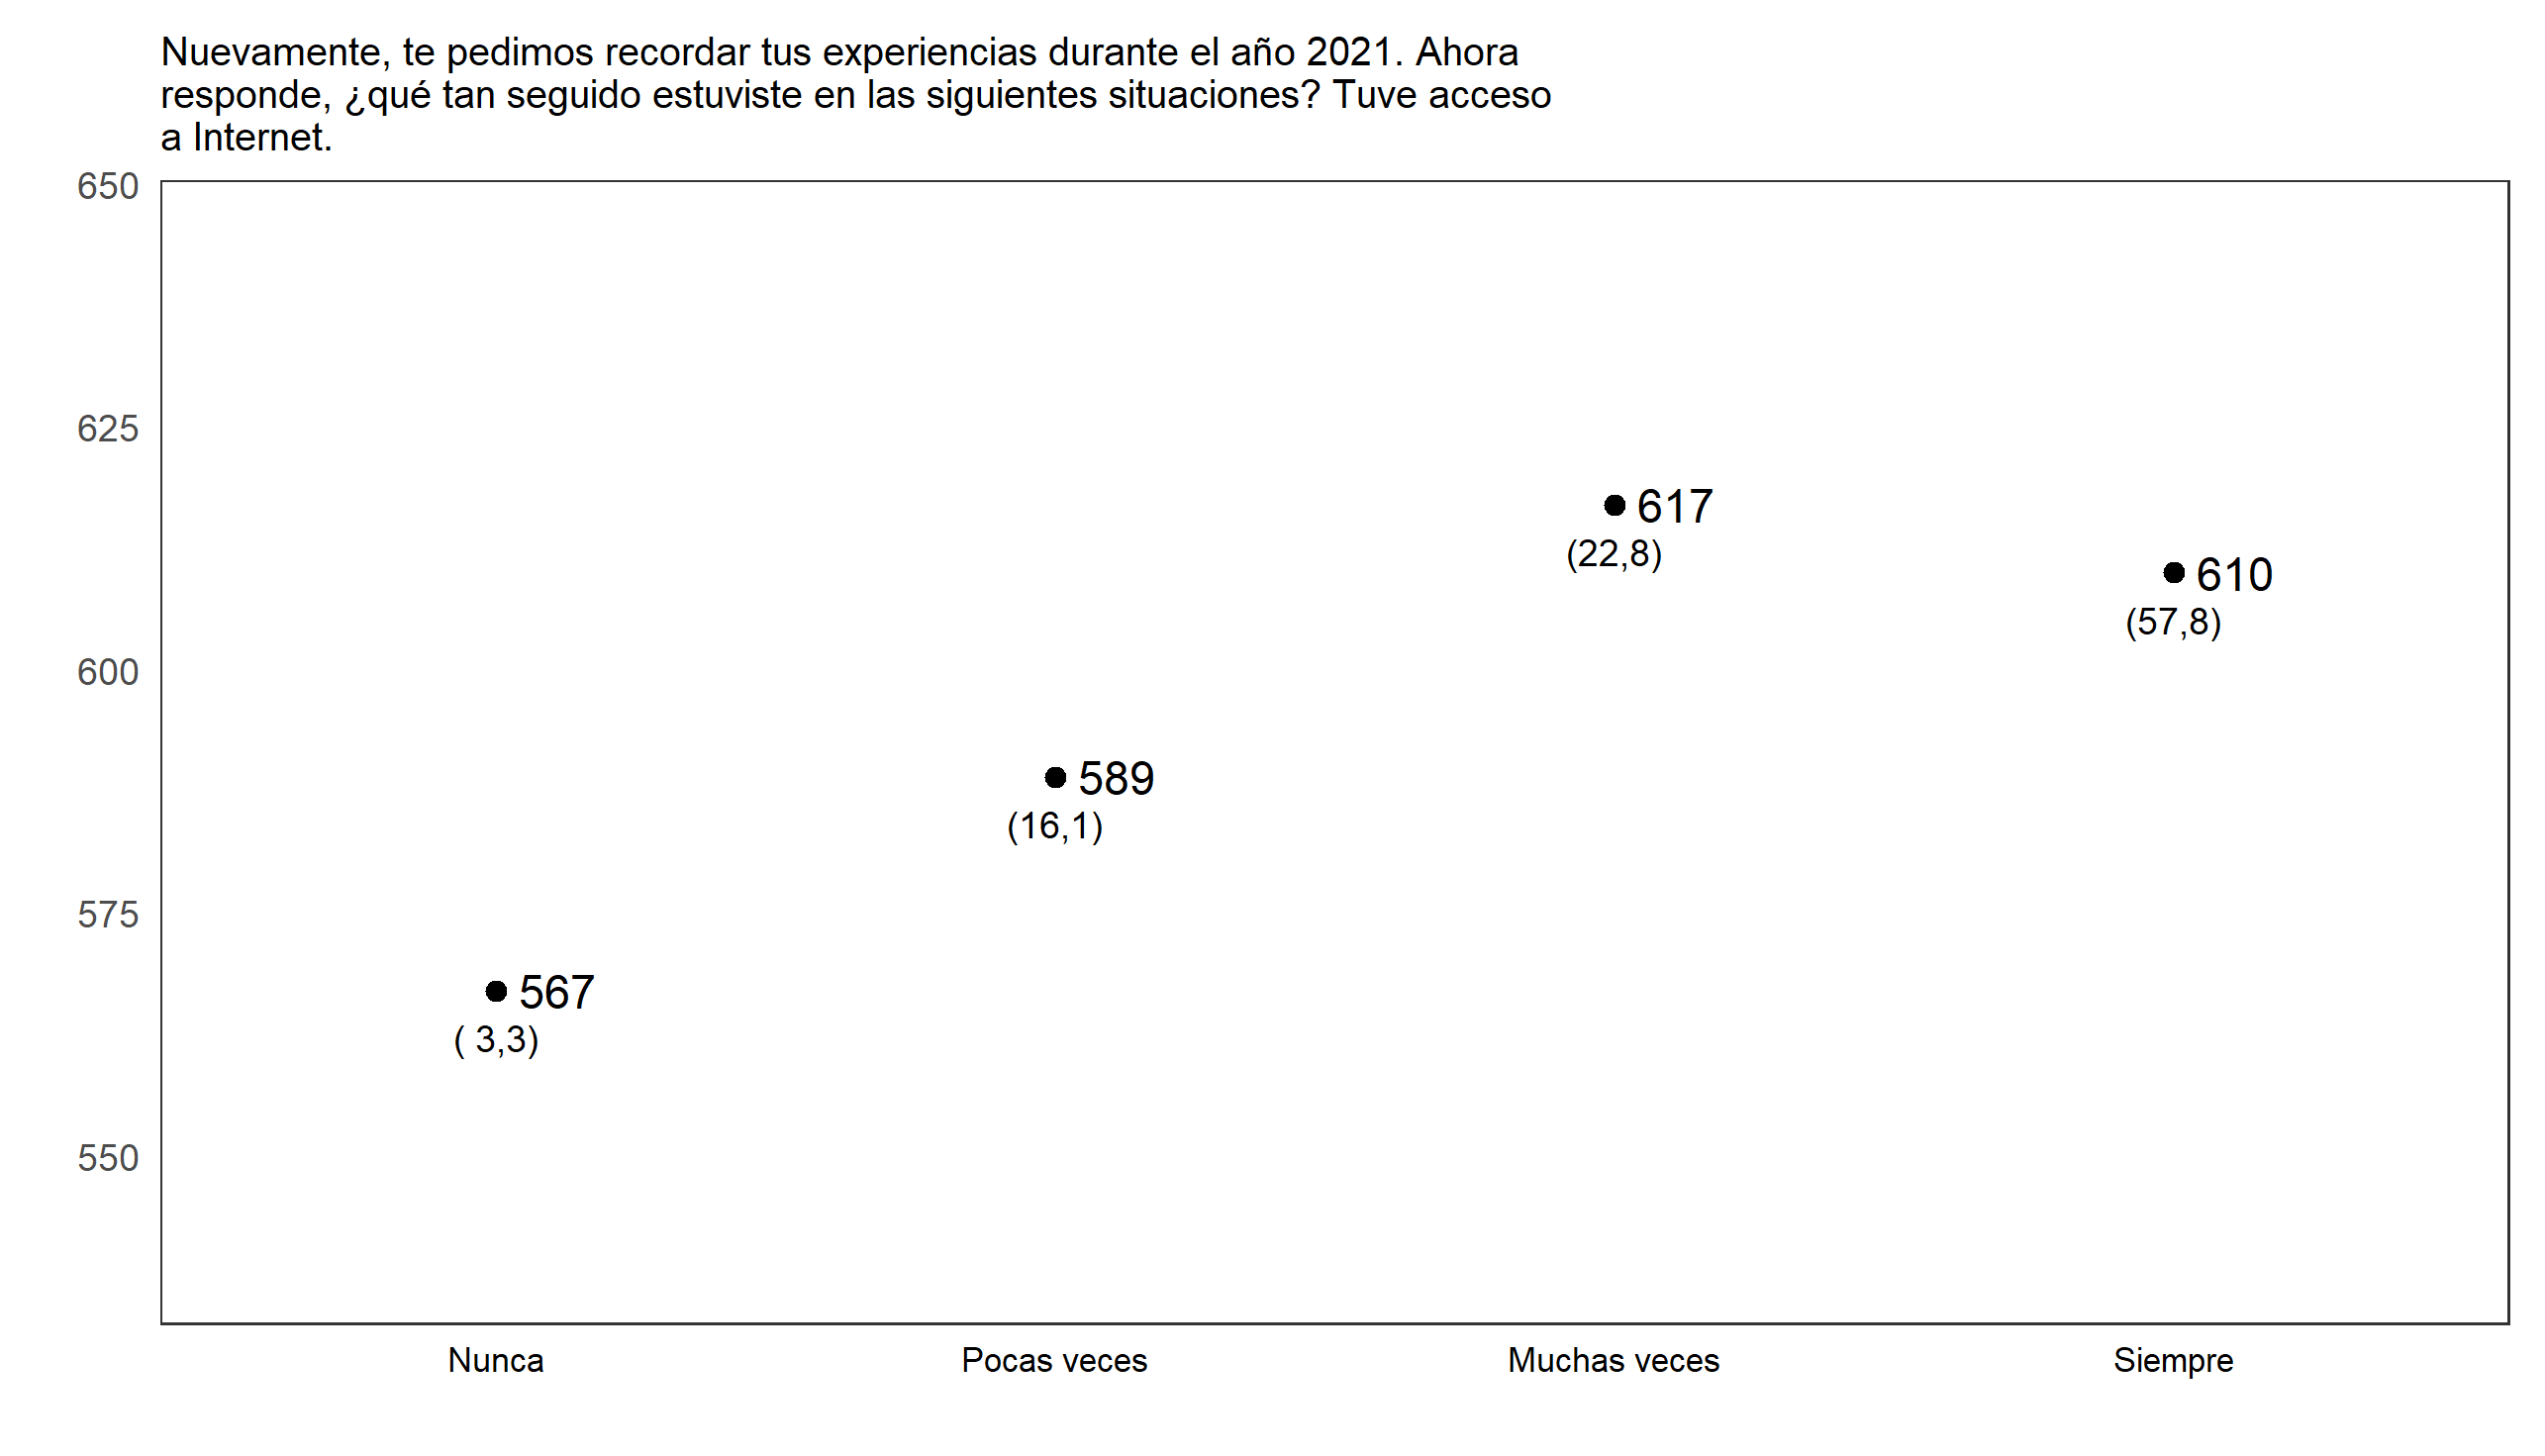 Nuevamente, te pedimos recordar tus experiencias durante el año 2021. Ahora
responde, ¿qué tan seguido estuviste en las siguientes situaciones? Tuve acceso
a Internet.
650
625
600
575
550
617
(22,8)
610
(57,8)
589
(16,1)
567
( 3,3)
Nunca
Pocas veces
Muchas veces
Siempre